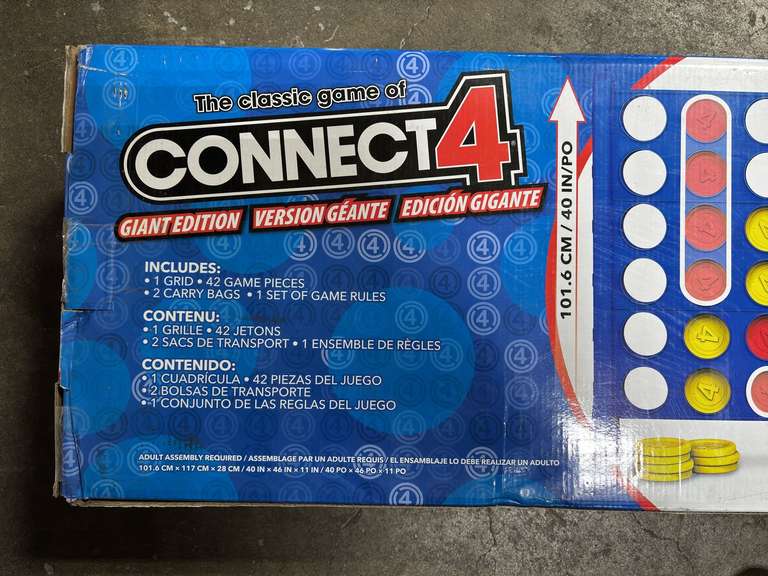 The classic game of
CONNECT 4
GIANT EDITION VERSION GÉANTE EDICIÓN GIGANTE
INCLUDES:
• 1 GRID • 42 GAME PIECES
• 2 CARRY BAGS • 1 SET OF GAME RULES
CONTENU:
• 1 GRILLE • 42 JETONS
• 2 SACS DE TRANSPORT • 1 ENSEMBLE DE RÈGLES
CONTENIDO:
• 1 CUADRÍCULA • 42 PIEZAS DEL JUEGO
• 2 BOLSAS DE TRANSPORTE
• 1 CONJUNTO DE LAS REGLAS DEL JUEGO
ADULT ASSEMBLY REQUIRED / ASSEMBLAGE PAR UN ADULTE REQUIS / EL ENSAMBLAJE LO DEBE REALIZAR UN ADULTO
101.6 CM × 117 CM × 28 CM / 40 IN × 46 IN × 11 IN / 40 PO × 46 PO × 11 PO
101.6 CM / 40 IN/PO